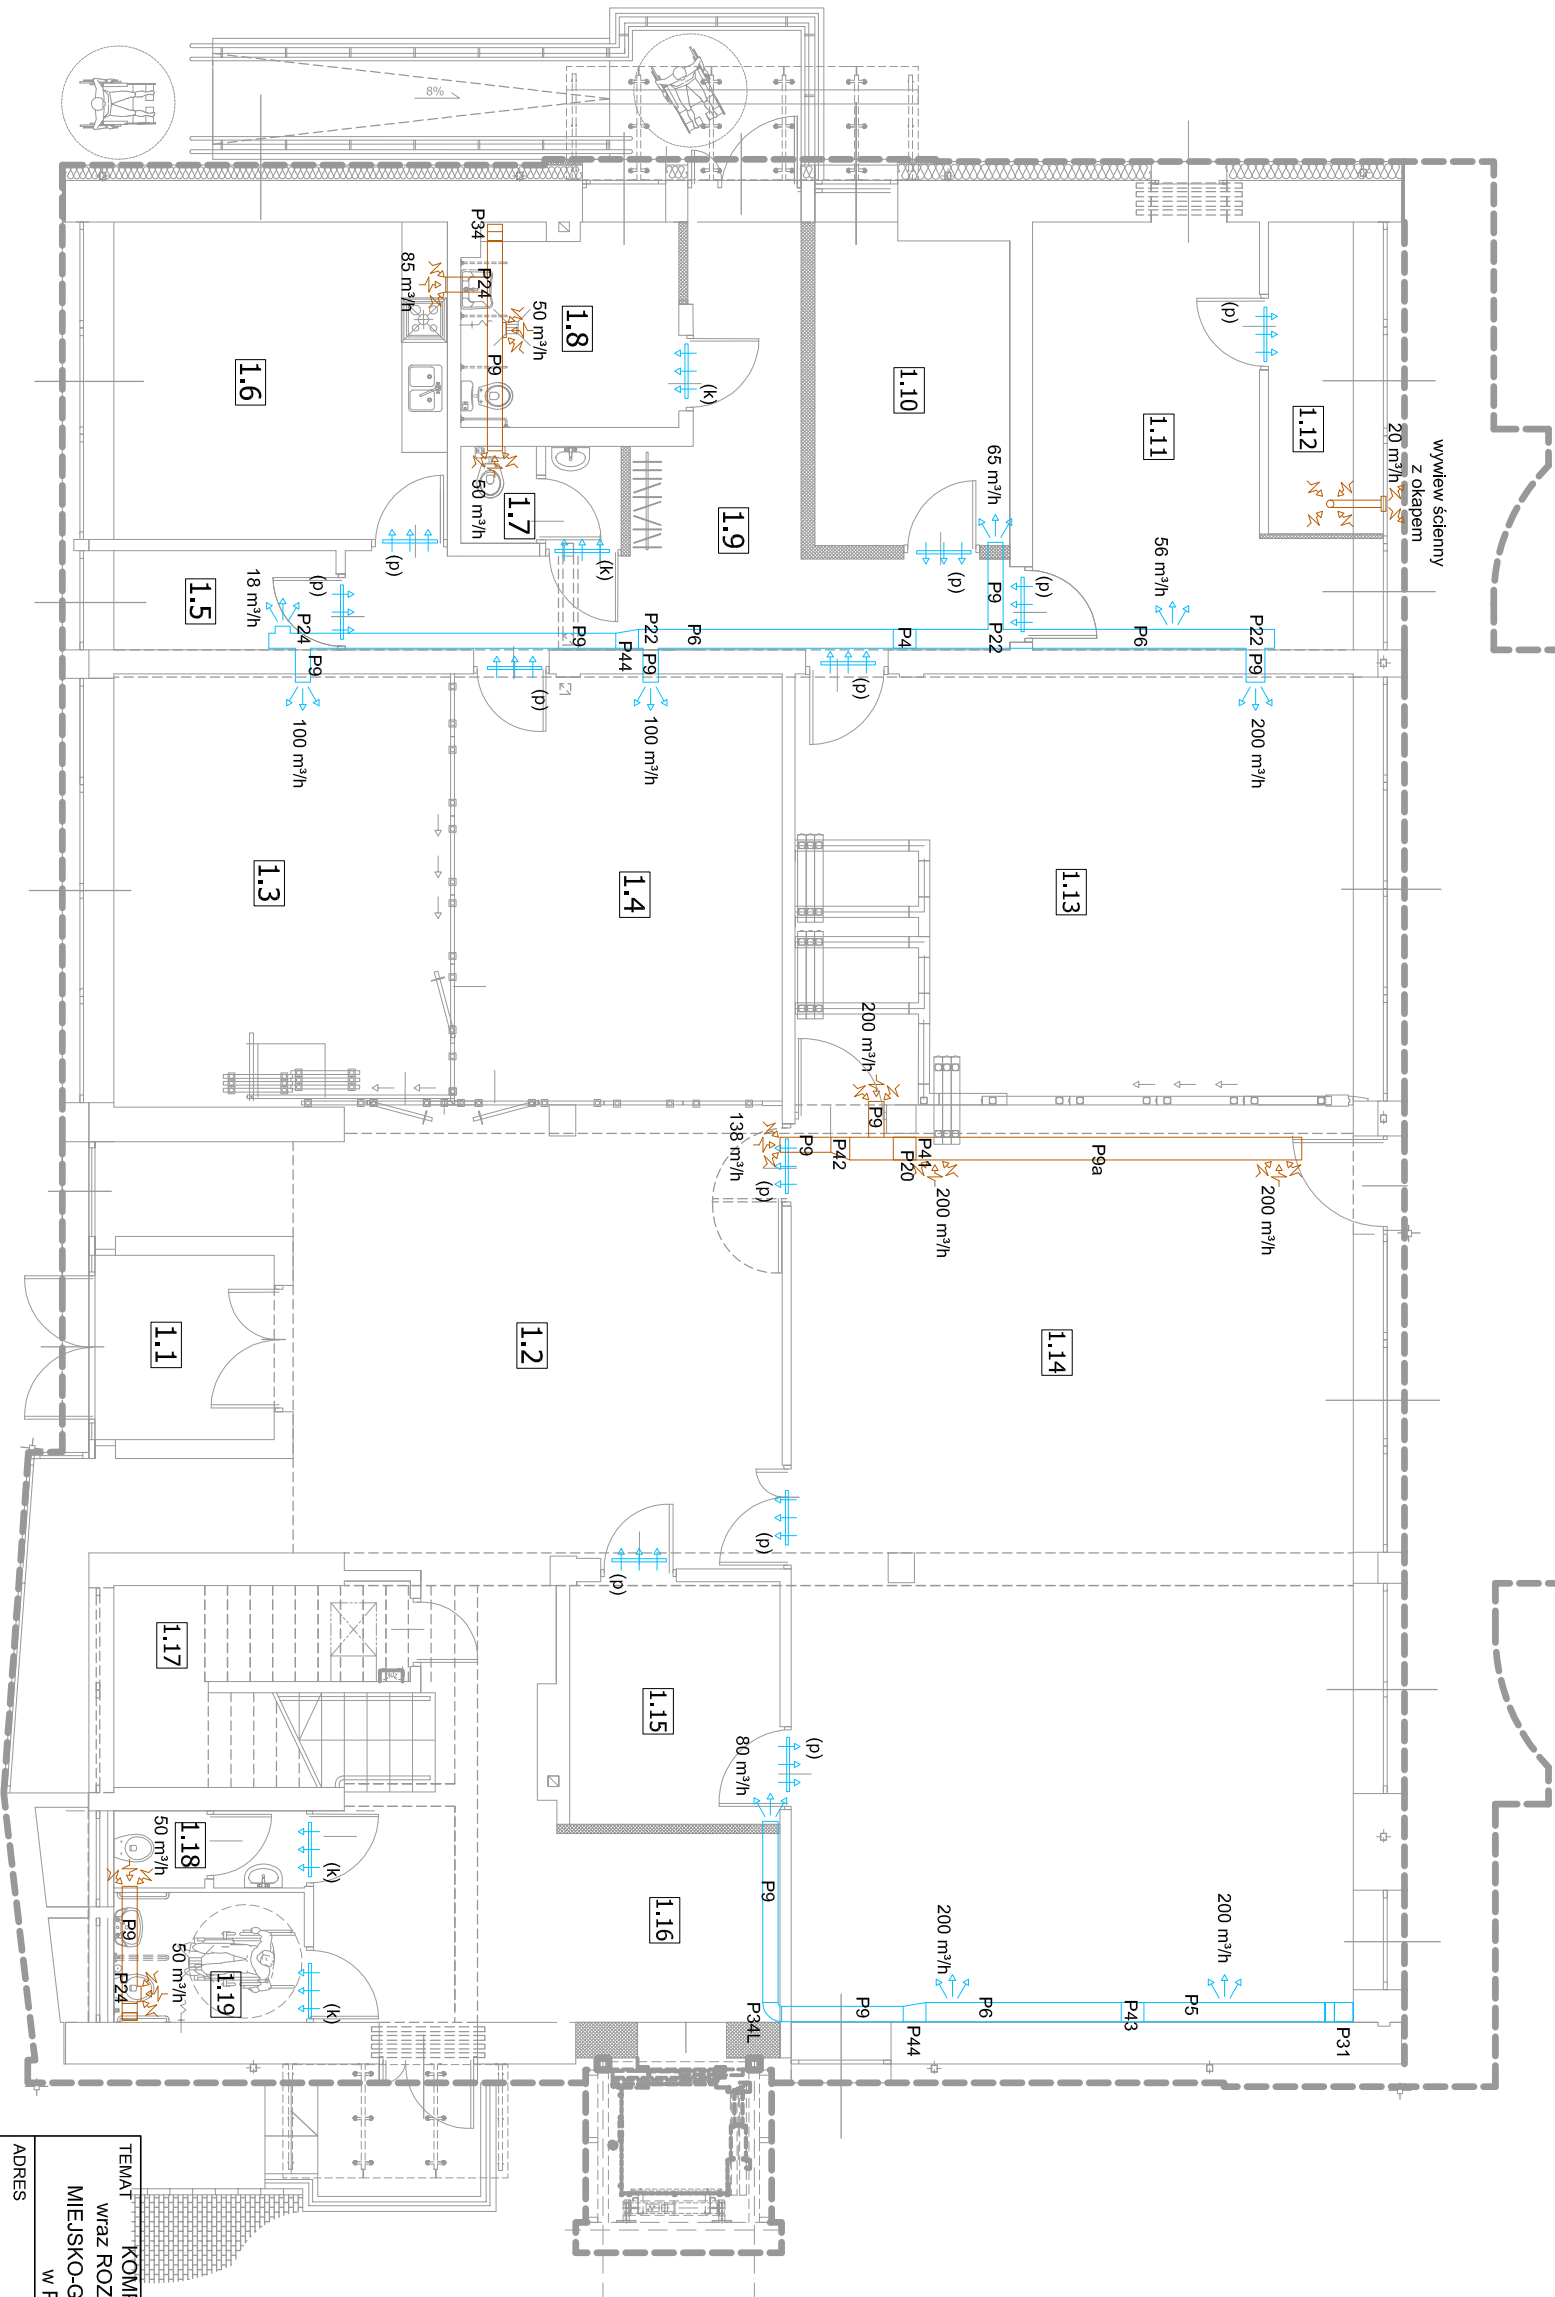 wywiew ścienny
z okapem
20 m³/h
1.12
(p)
1.11
56 m³/h
P22
P9
P6
200 m³/h
1.10
65 m³/h
(p)
(p)
P9
P22
P4
(p)
1.13
1.9
P6
P22
P9
P44
100 m³/h
1.4
(k)
1.8
50 m³/h
P34
P24
P9
85 m³/h
1.7
50 m³/h
(k)
P9
(p)
1.6
(p)
(p)
1.5
18 m³/h
P24
P9
100 m³/h
1.3
8%
200 m³/h
P9
P41
P20
P42
P9
P9a
138 m³/h
(p)
200 m³/h
200 m³/h
1.14
1.2
1.1
(p)
(p)
1.15
(p)
80 m³/h
1.17
1.16
P9
200 m³/h
200 m³/h
P34L
P9
P44
P6
P43
P5
P31
1.18
50 m³/h
(k)
P9
50 m³/h
P24
1.19
(k)
TEMAT
wraz ROZ
MIEJSKO-G
ADRES